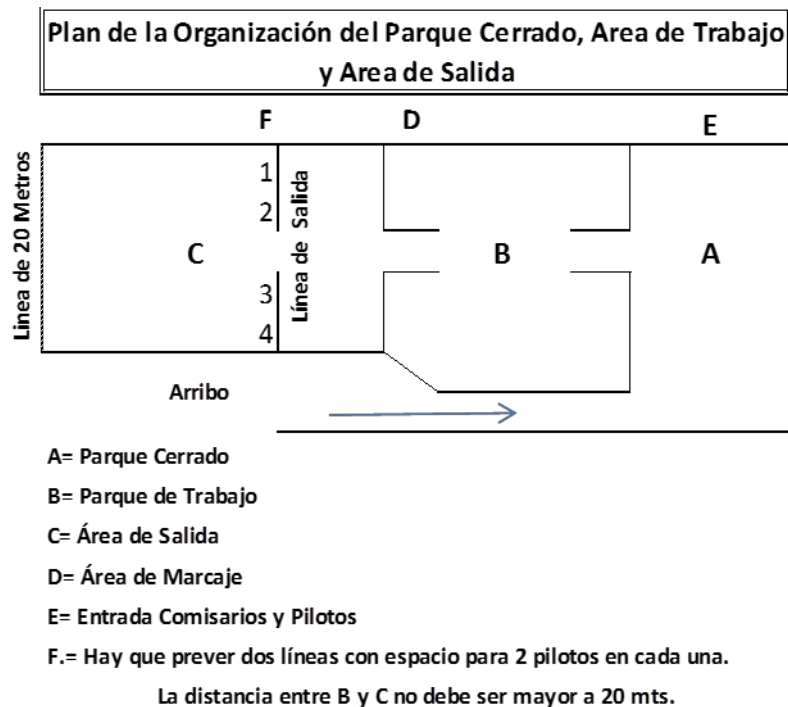 Plan de la Organización del Parque Cerrado, Area de Trabajo
y Area de Salida
F
D
E
Linea de 20 Metros
1
2
Línea de Salida
C
B
A
3
4
Arribo
A= Parque Cerrado
B= Parque de Trabajo
C= Área de Salida
D= Área de Marcaje
E= Entrada Comisarios y Pilotos
F.= Hay que prever dos líneas con espacio para 2 pilotos en cada una.
La distancia entre B y C no debe ser mayor a 20 mts.